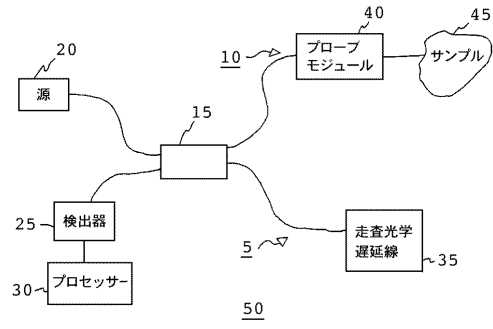 40
45
20
10
プローブ
モジュール
サンプル
源
15
25
検出器
走査光学
遅延線
5
35
30
プロセッサー
50